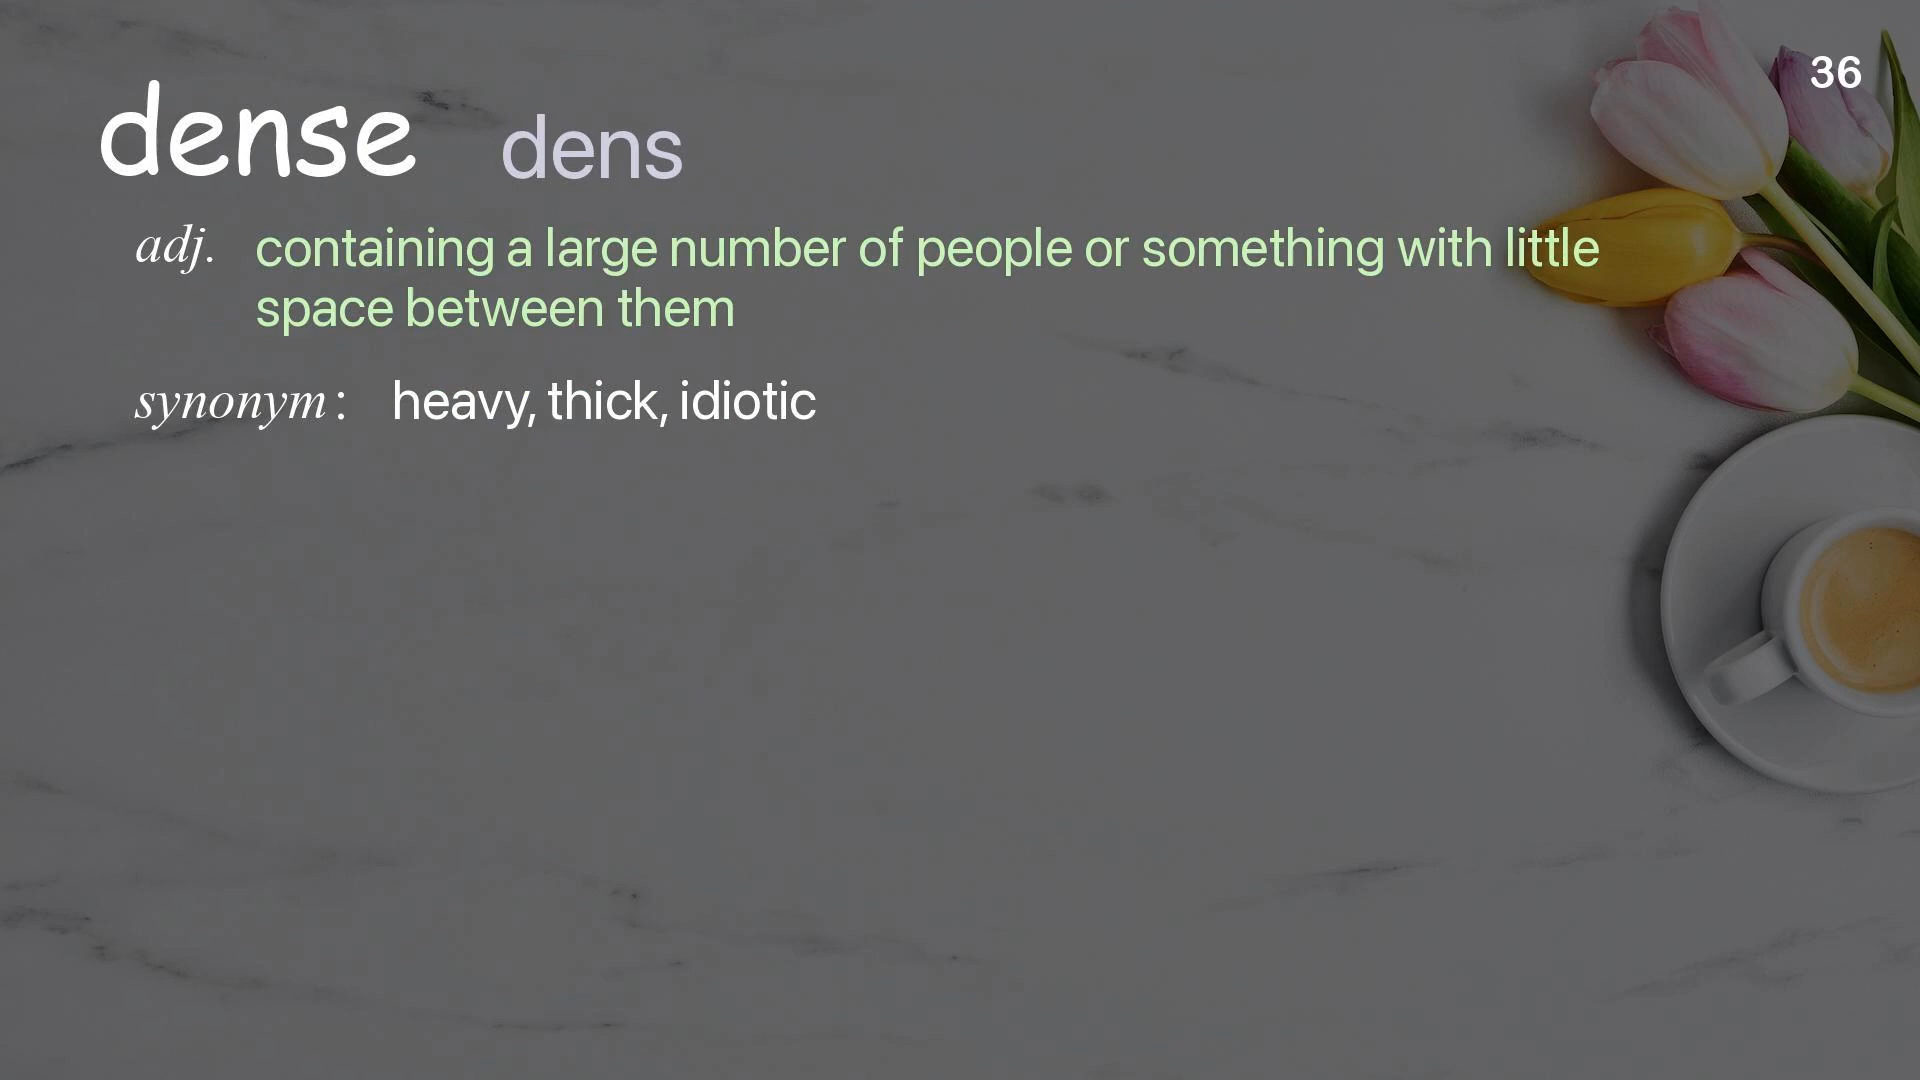 36
dense dens
adj. containing a large number of people or something with little
space between them
synonym: heavy, thick, idiotic